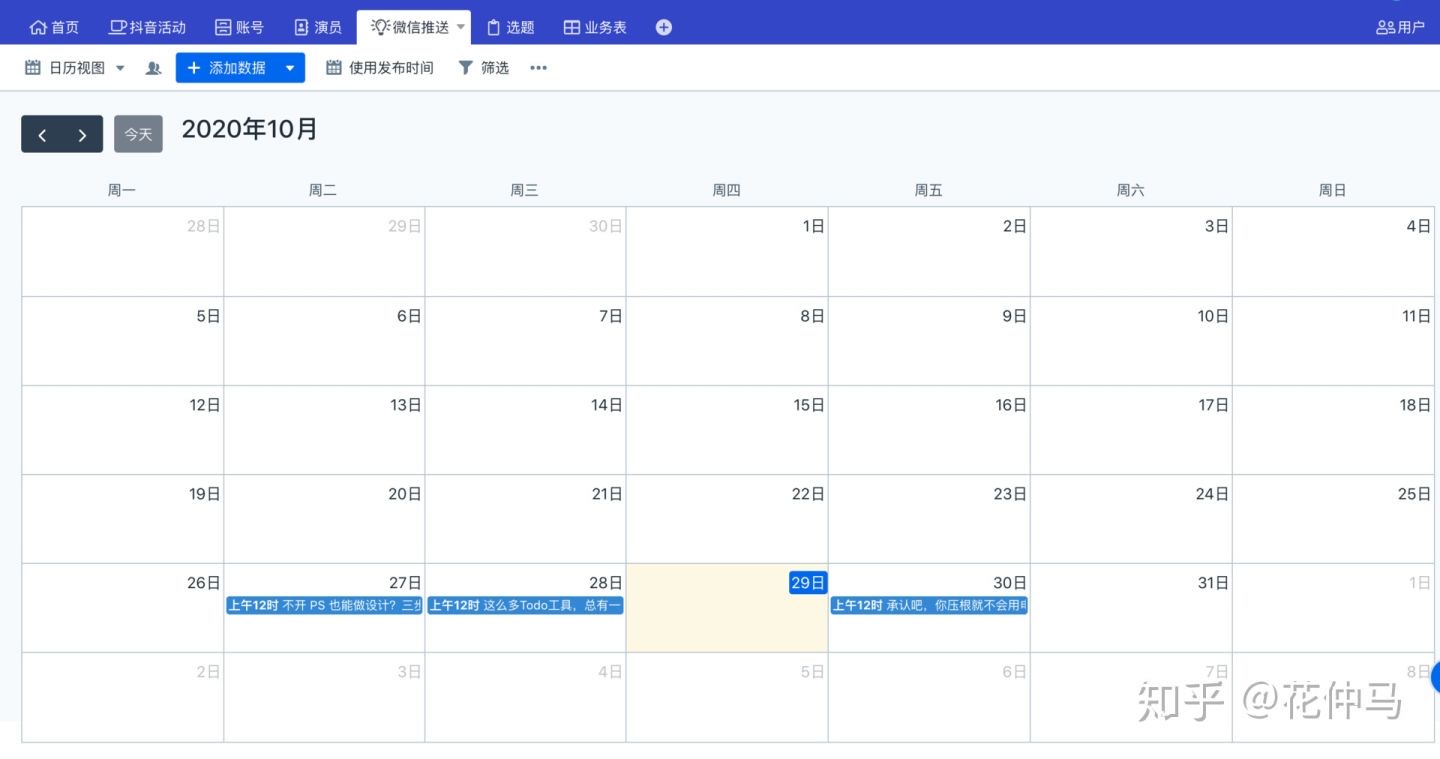 首页 抖音活动 账号 演员 微信推送 选题 业务表 用户
日历视图 添加数据 使用发布时间 筛选
今天 2020年10月
周一 周二 周三 周四 周五 周六 周日
28日 29日 30日 1日 2日 3日 4日
5日 6日 7日 8日 9日 10日 11日
12日 13日 14日 15日 16日 17日 18日
19日 20日 21日 22日 23日 24日 25日
26日 27日 28日 29日 30日 31日 1日
上午12时 不开 PS 也能做设计？三步 上午12时 这么多Todo工具，总有一 上午12时 承认吧，你压根就不会用
2日 3日 4日 5日 6日 7日 8日
知乎 @花仲马